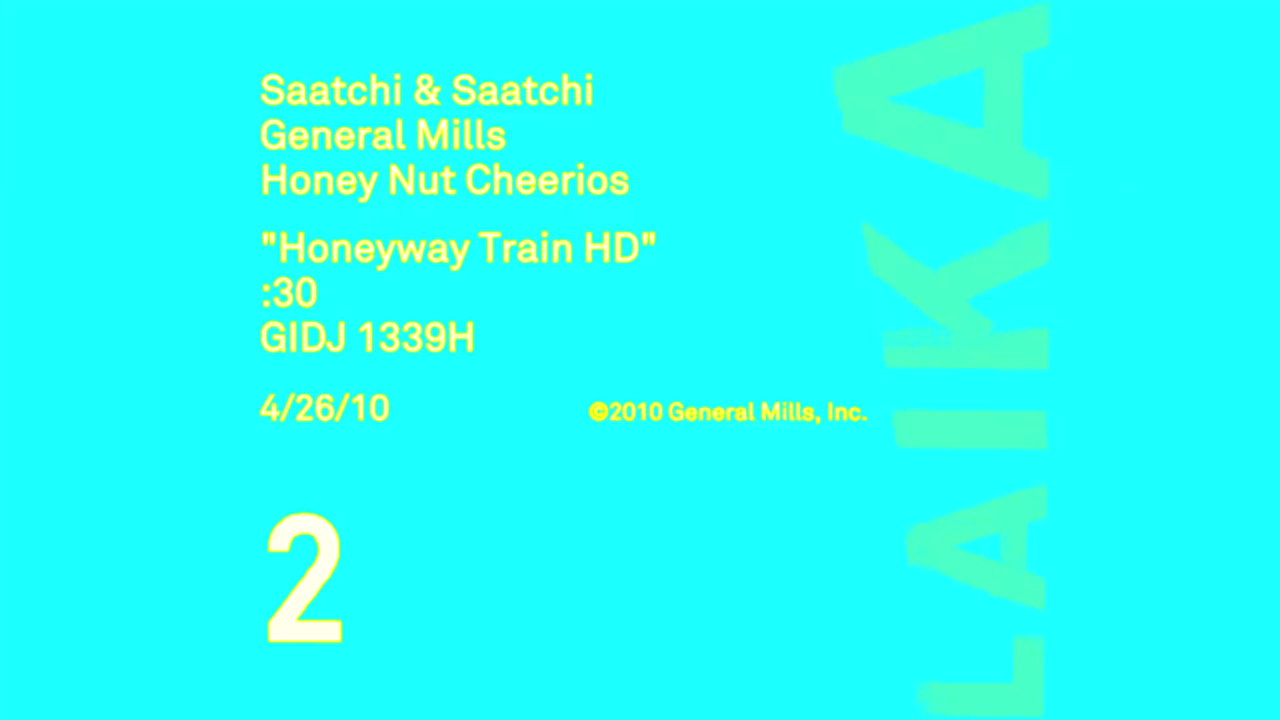 Saatchi & Saatchi
General Mills
Honey Nut Cheerios
"Honeyway Train HD"
:30
GIDJ 1339H
4/26/10
©2010 General Mills, Inc.
2
LAIKA